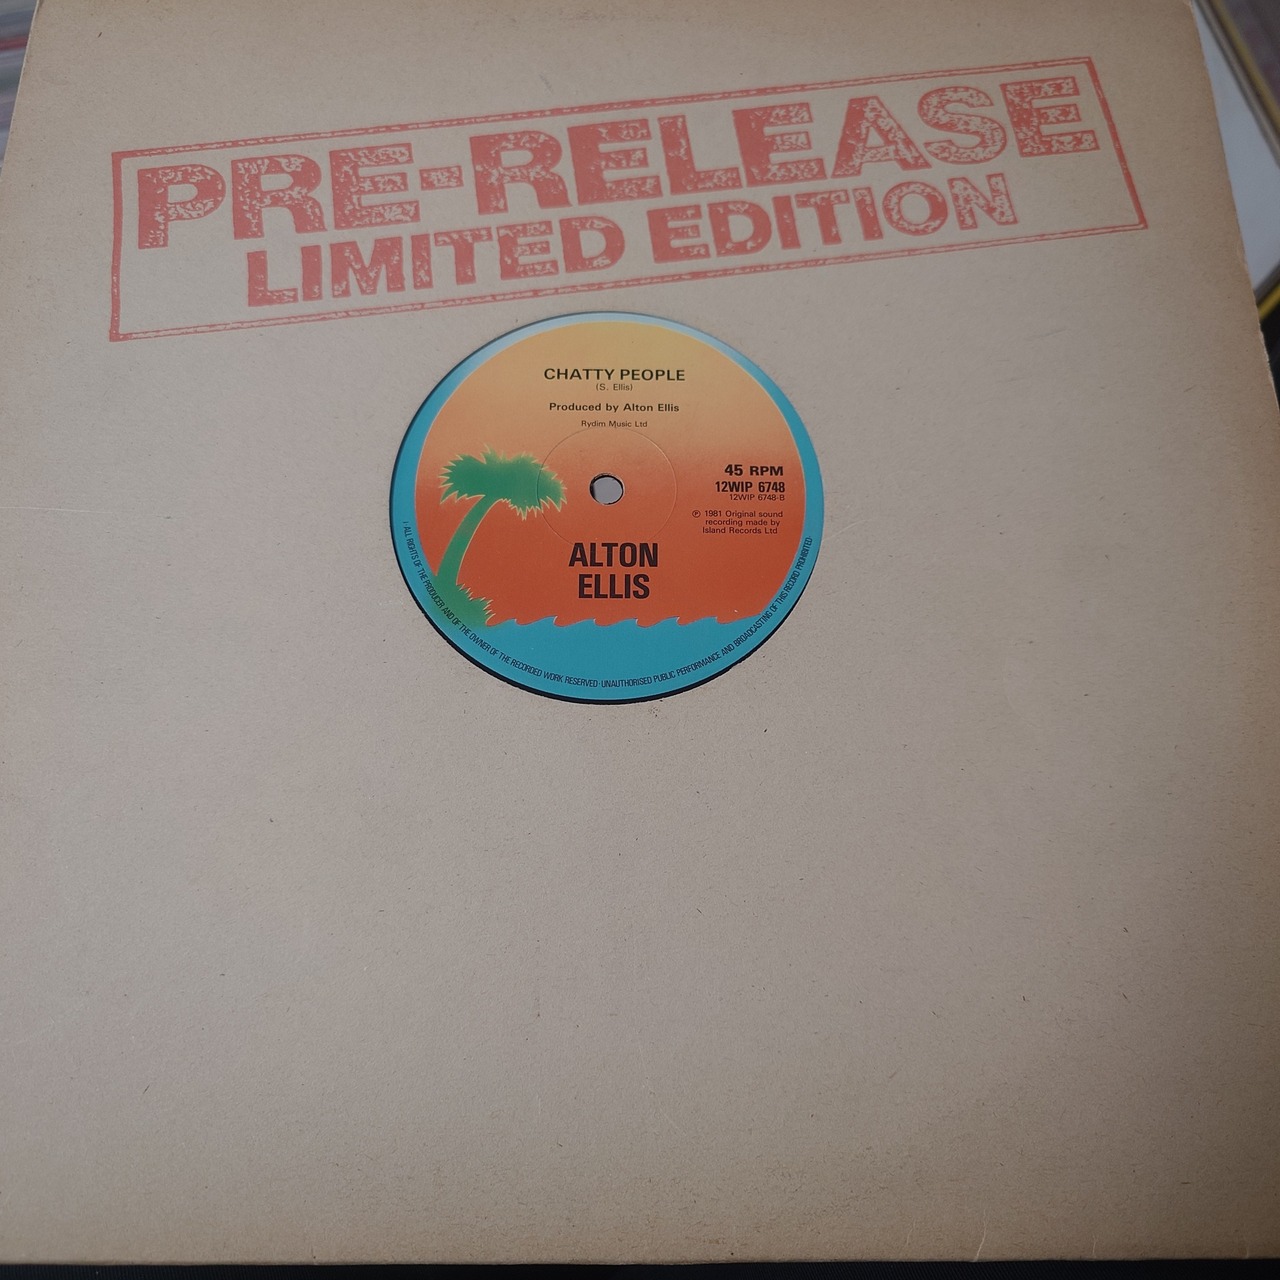 PRE-RELEASE
LIMITED EDITION
CHATTY PEOPLE
(S. Ellis)
Produced by Alton Ellis
Rydim Music Ltd
45 RPM
12WIP 6748
12WIP 6748-B
℗ 1981 Original sound
recording made by
Island Records Ltd
ALTON
ELLIS
ALL RIGHTS OF THE PRODUCER AND OF THE OWNER OF THE RECORDED WORK RESERVED · UNAUTHORISED PUBLIC PERFORMANCE AND BROADCASTING OF THIS RECORD PROHIBITED